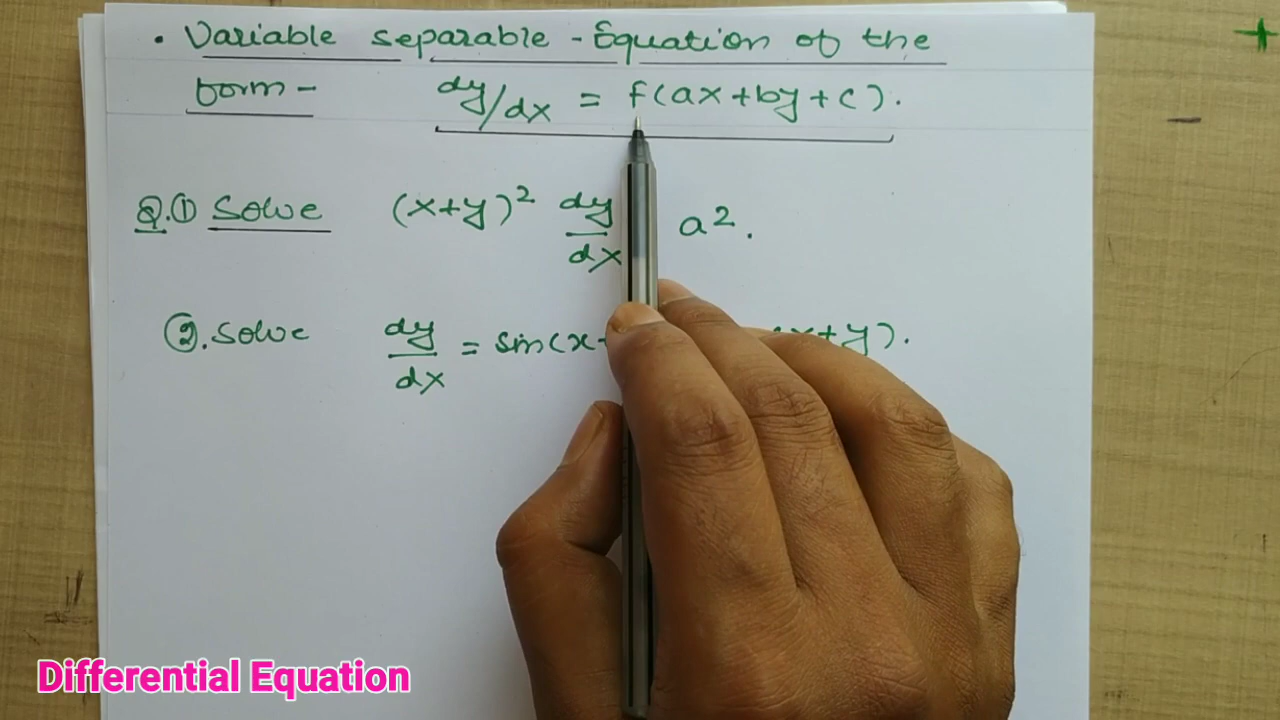 • Variable separable - Equation of the
form - dy/dx = f(ax+by+c).
Q.① Solve (x+y)² dy/dx a².
②. Solve dy/dx = sin(x+ (x+y).
Differential Equation